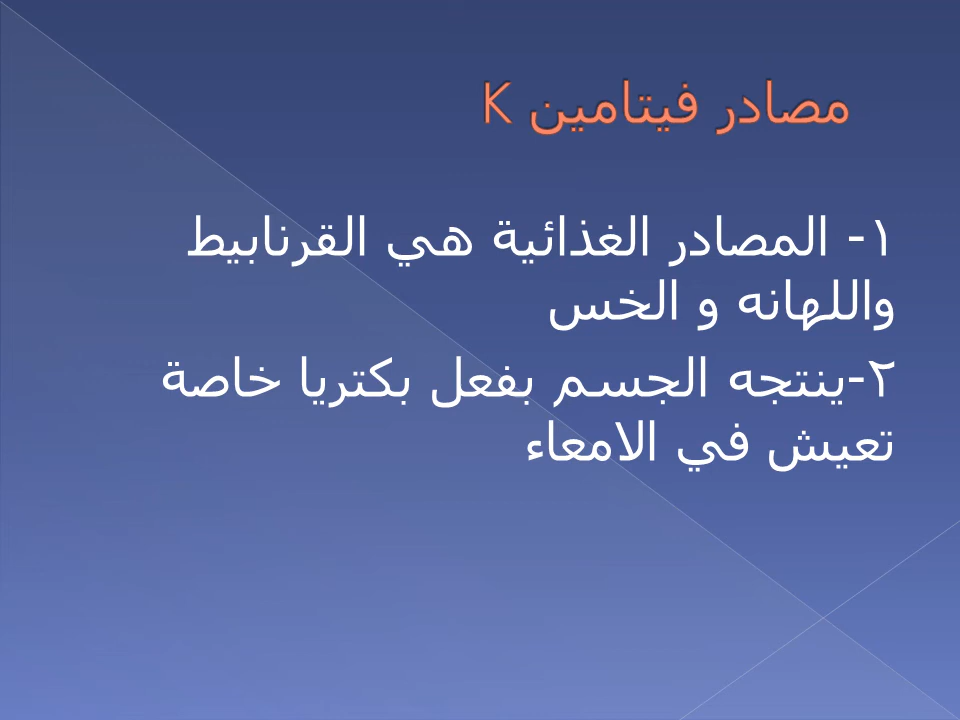 مصادر فيتامين K
١- المصادر الغذائية هي القرنابيط
واللهانه و الخس
٢-ينتجه الجسم بفعل بكتريا خاصة
تعيش في الامعاء